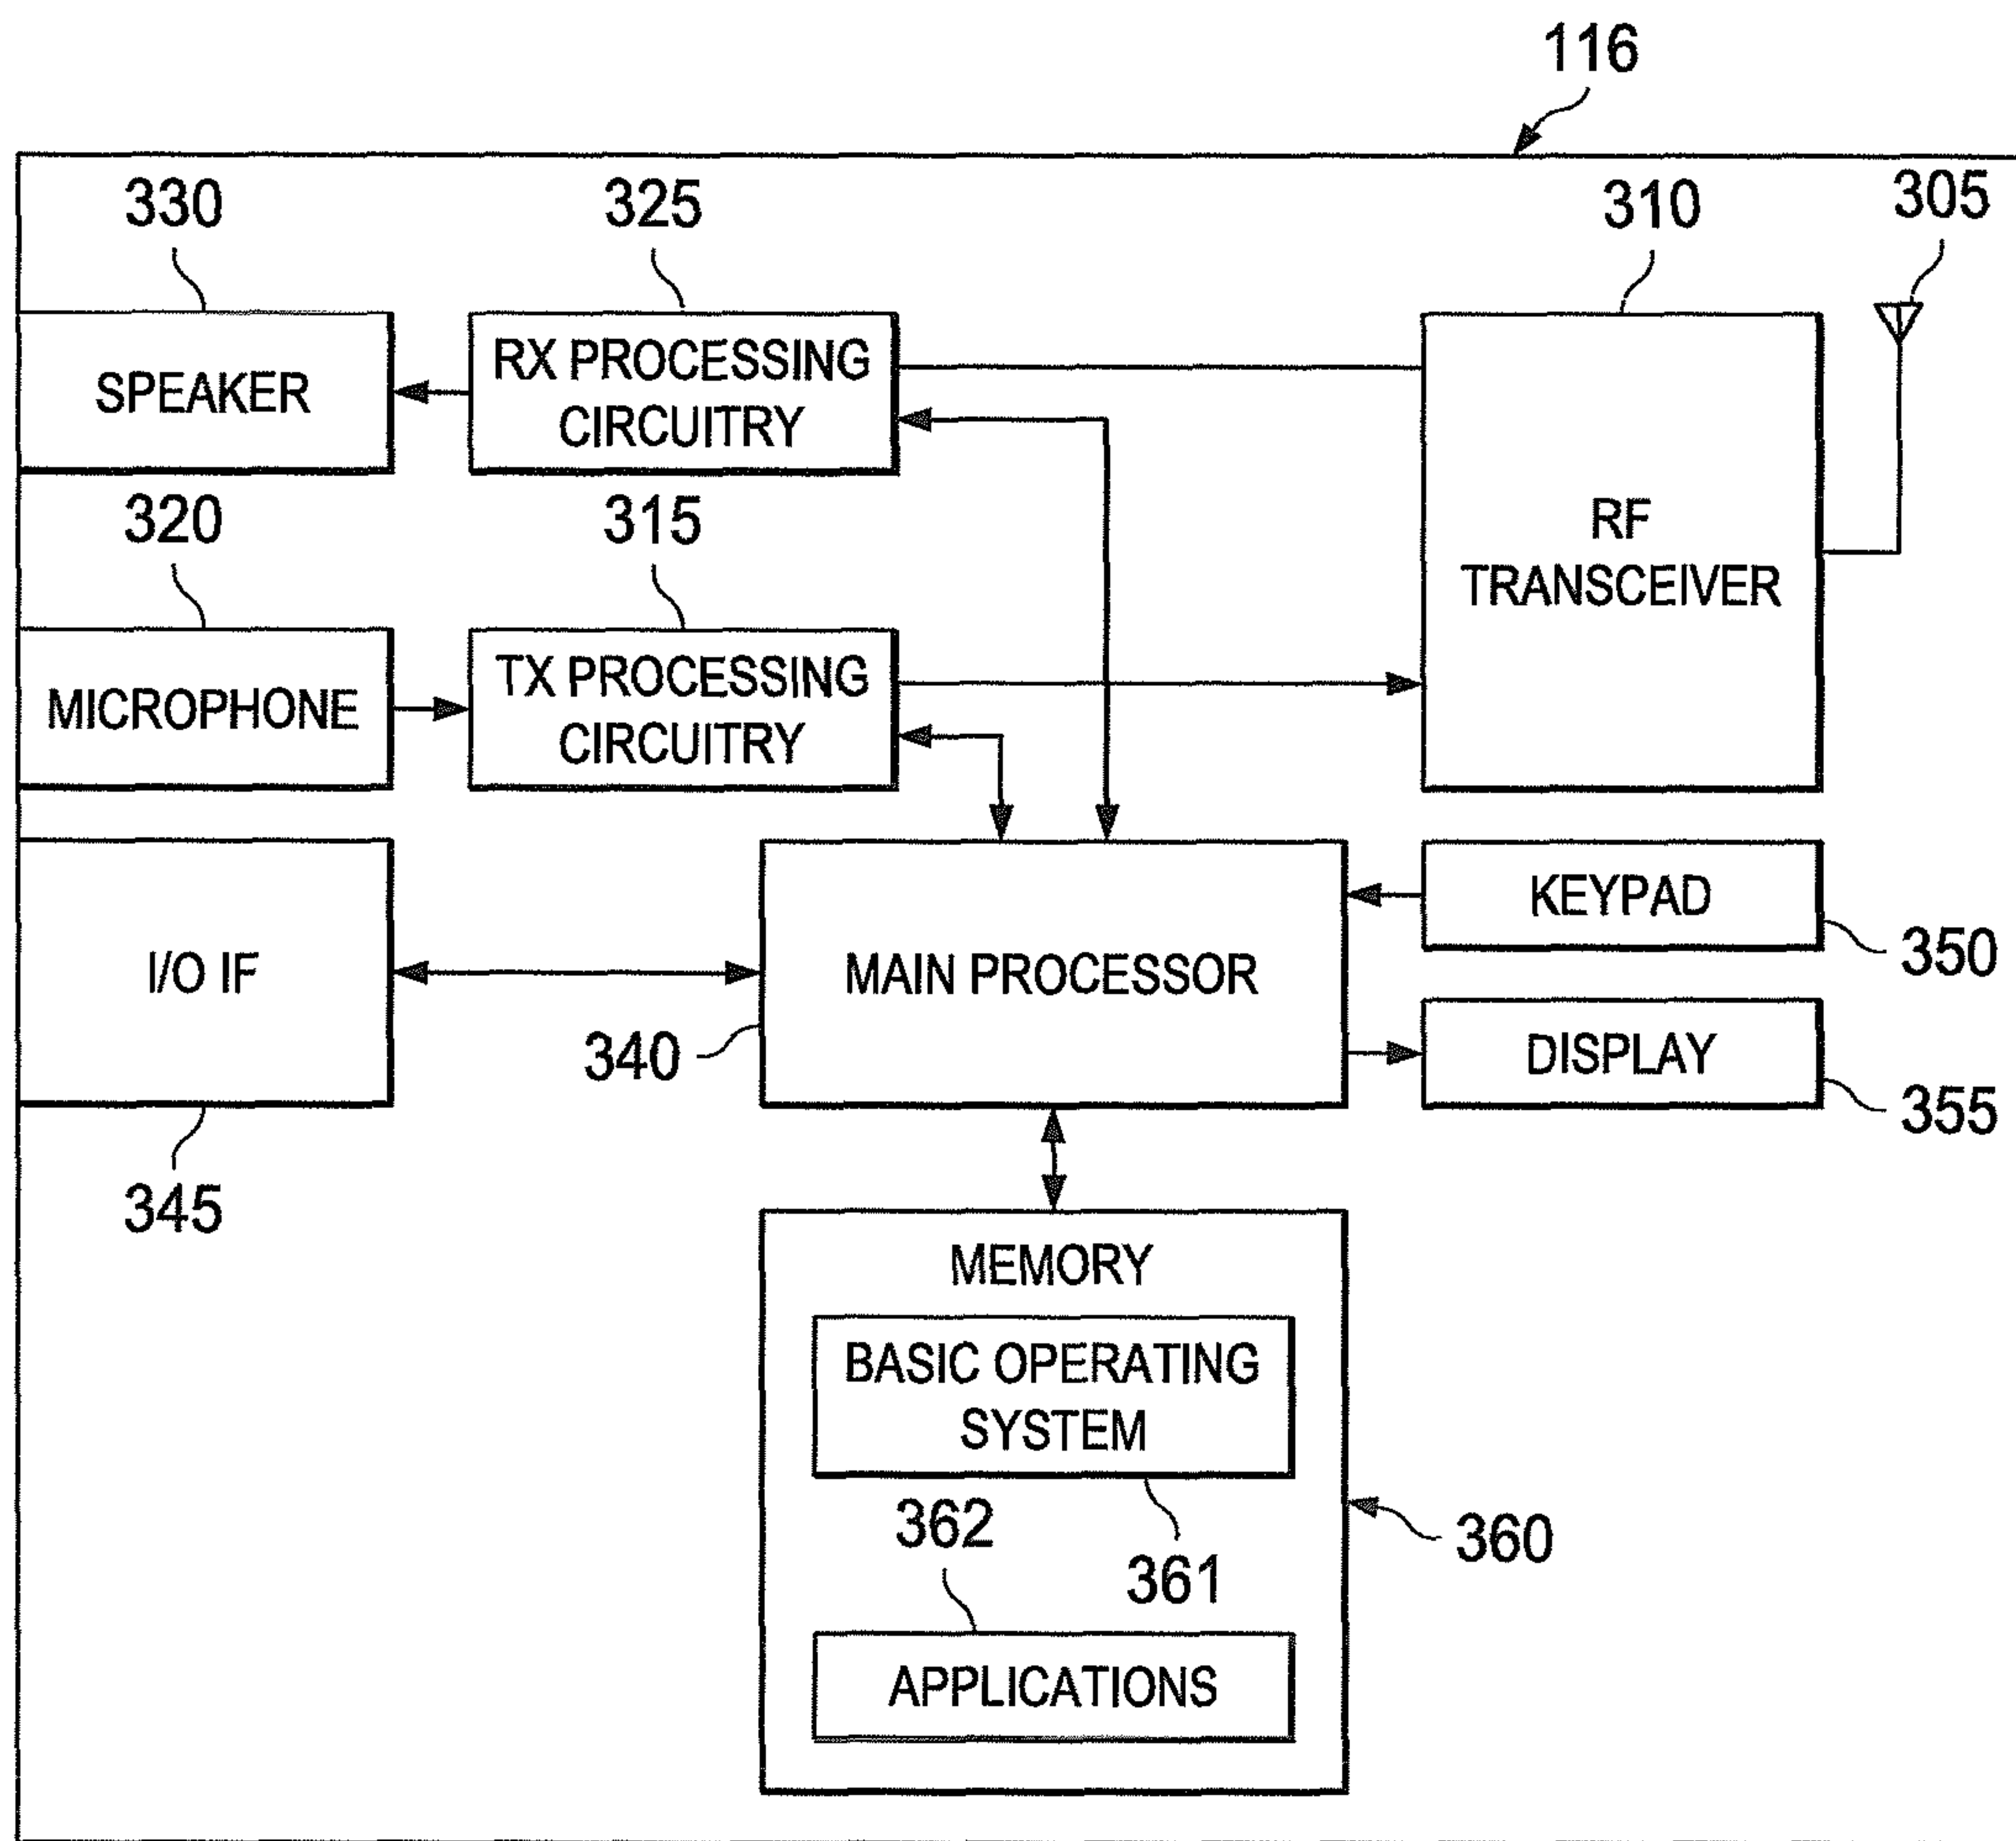 116
330
325
310
305
SPEAKER
RX PROCESSING
CIRCUITRY
RF
TRANSCEIVER
320
315
MICROPHONE
TX PROCESSING
CIRCUITRY
I/O IF
345
MAIN PROCESSOR
340
KEYPAD
350
DISPLAY
355
MEMORY
BASIC OPERATING
SYSTEM
361
362
APPLICATIONS
360